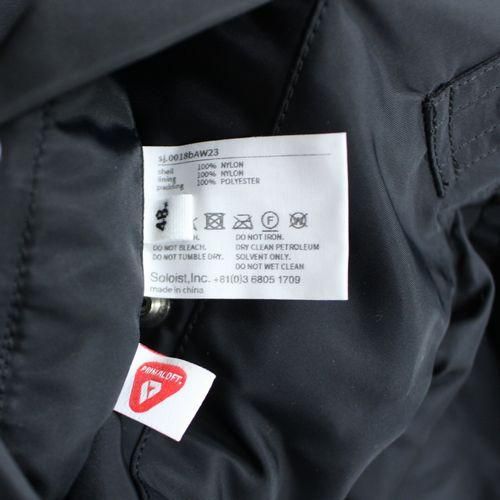 sj.0018bAW23
shell 100% NYLON
lining 100% NYLON
padding 100% POLYESTER
48
F
W
DO NOT IRON.
DO NOT BLEACH. DRY CLEAN PETROLEUM
DO NOT TUMBLE DRY. SOLVENT ONLY.
DO NOT WET CLEAN
Soloist,Inc. +81(0)3 6805 1709
made in china.
PRIMALOFT®